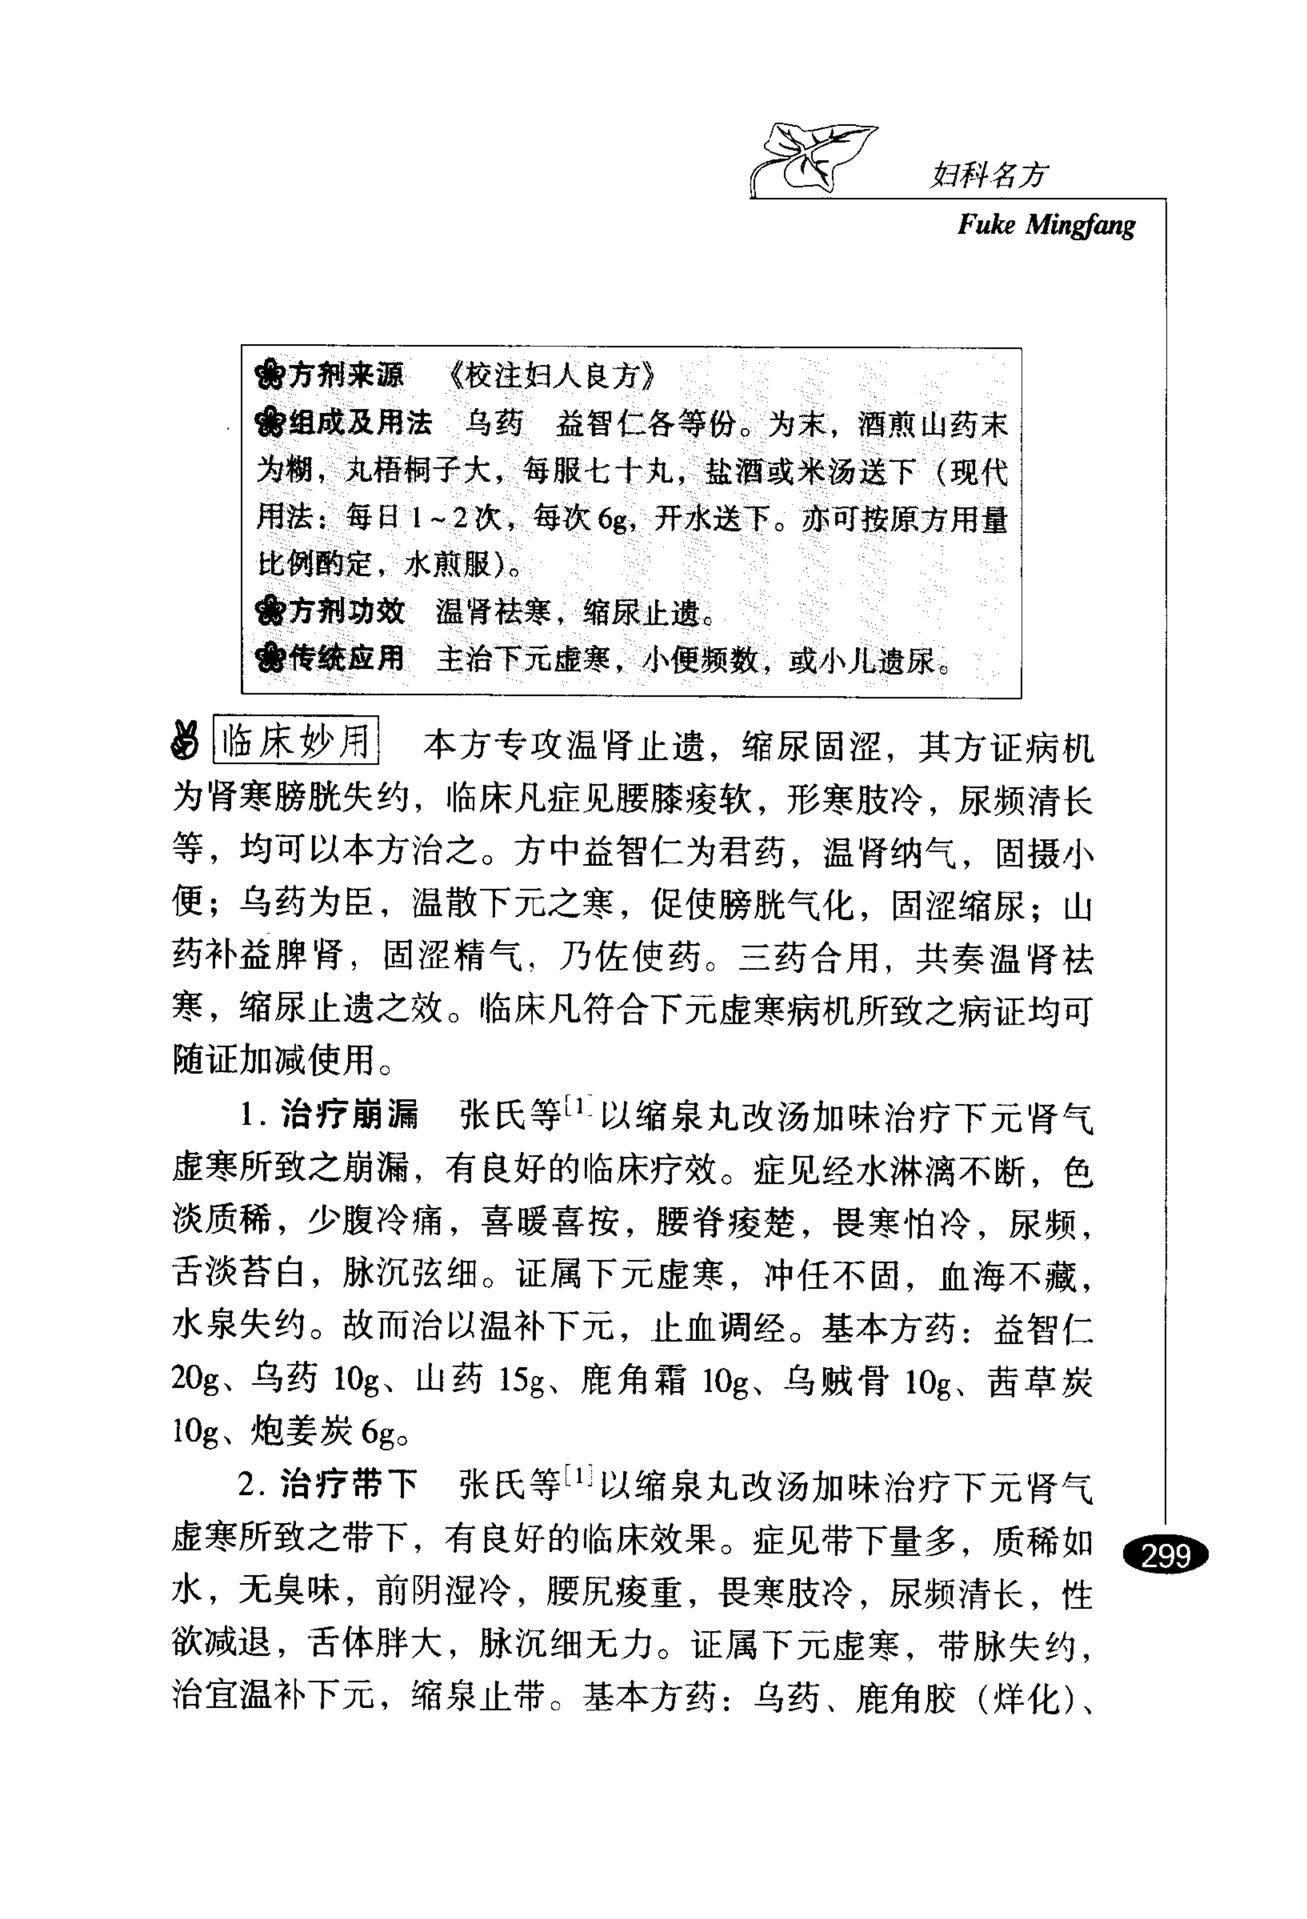 妇科名方
Fuke Mingfang
方剂来源 《校注妇人良方》
组成及用法 乌药 益智仁各等份。为末，酒煎山药末
为糊，丸梧桐子大，每服七十丸，盐酒或米汤送下（现代
用法：每日1～2次，每次6g，开水送下。亦可按原方用量
比例酌定，水煎服）。
方剂功效 温肾祛寒，缩尿止遗。
传统应用 主治下元虚寒，小便频数，或小儿遗尿。
临床妙用 本方专攻温肾止遗，缩尿固涩，其方证病机
为肾寒膀胱失约，临床凡症见腰膝痠软，形寒肢冷，尿频清长
等，均可以本方治之。方中益智仁为君药，温肾纳气，固摄小
便；乌药为臣，温散下元之寒，促使膀胱气化，固涩缩尿；山
药补益脾肾，固涩精气，乃佐使药。三药合用，共奏温肾祛
寒，缩尿止遗之效。临床凡符合下元虚寒病机所致之病证均可
随证加减使用。
1. 治疗崩漏 张氏等[1]以缩泉丸改汤加味治疗下元肾气
虚寒所致之崩漏，有良好的临床疗效。症见经水淋漓不断，色
淡质稀，少腹冷痛，喜暖喜按，腰脊痠楚，畏寒怕冷，尿频，
舌淡苔白，脉沉弦细。证属下元虚寒，冲任不固，血海不藏，
水泉失约。故而治以温补下元，止血调经。基本方药：益智仁
20g、乌药 10g、山药 15g、鹿角霜 10g、乌贼骨 10g、茜草炭
10g、炮姜炭 6g。
2. 治疗带下 张氏等[1]以缩泉丸改汤加味治疗下元肾气
虚寒所致之带下，有良好的临床效果。症见带下量多，质稀如
水，无臭味，前阴湿冷，腰尻痠重，畏寒肢冷，尿频清长，性
欲减退，舌体胖大，脉沉细无力。证属下元虚寒，带脉失约，
治宜温补下元，缩泉止带。基本方药：乌药、鹿角胶（烊化）、
299